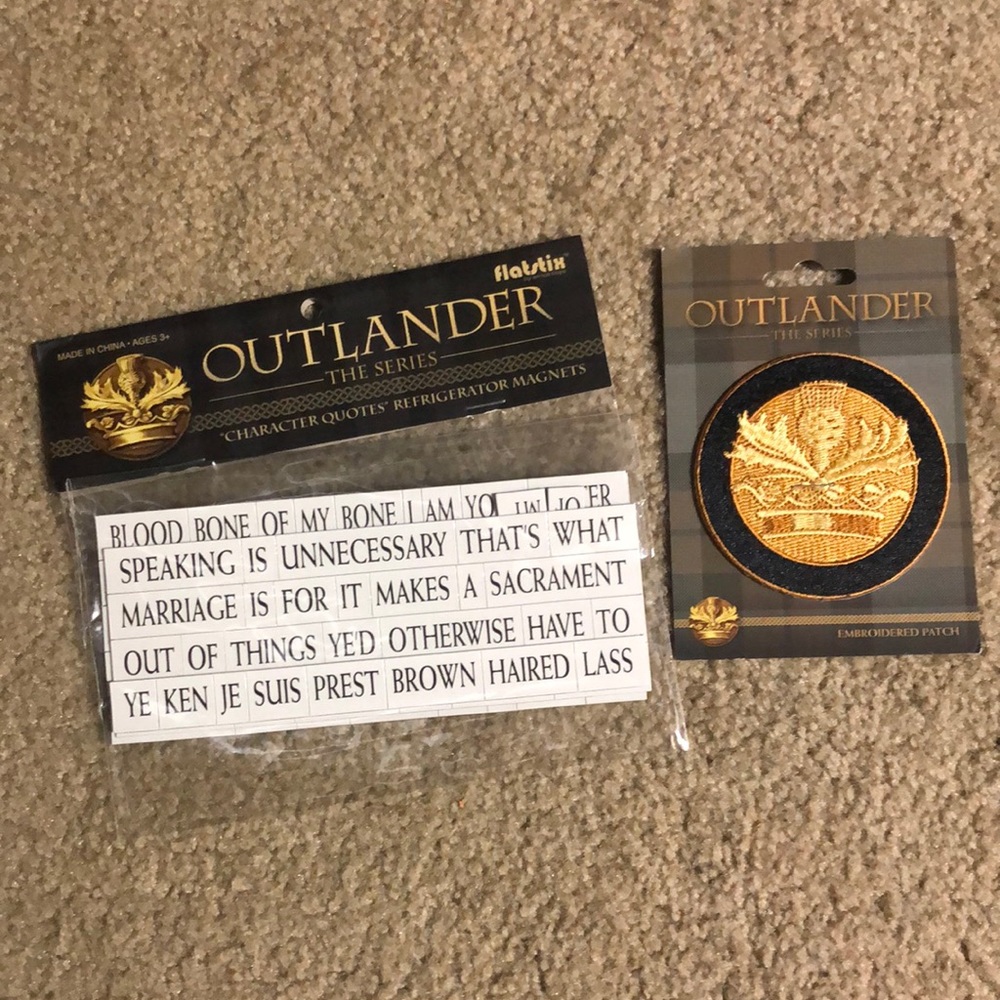 flatstix
OUTLANDER
THE SERIES
MADE IN CHINA • AGES 3+
"CHARACTER QUOTES" REFRIGERATOR MAGNETS
BLOOD BONE OF MY BONE I AM
SPEAKING IS UNNECESSARY THAT'S WHAT
MARRIAGE IS FOR IT MAKES A SACRAMENT
OUT OF THINGS YE'D OTHERWISE HAVE TO
YE KEN JE SUIS PREST BROWN HAIRED LASS
OUTLANDER
THE SERIES
EMBROIDERED PATCH